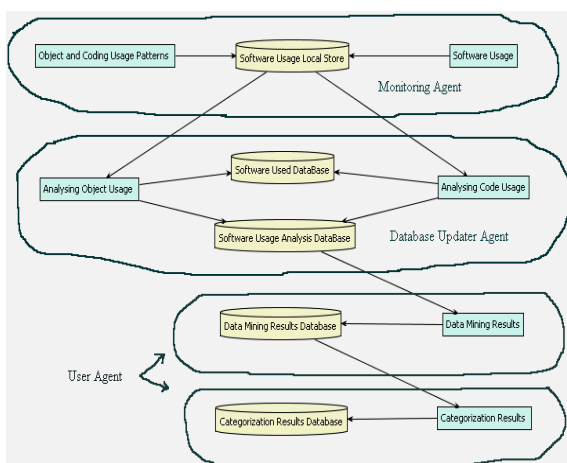 Object and Coding Usage Patterns
Software Usage Local Store
Software Usage
Monitoring Agent
Software Used DataBase
Analysing Object Usage
Analysing Code Usage
Software Usage Analysis DataBase
Database Updater Agent
Data Mining Results Database
Data Mining Results
User Agent
Categorization Results Database
Categorization Results